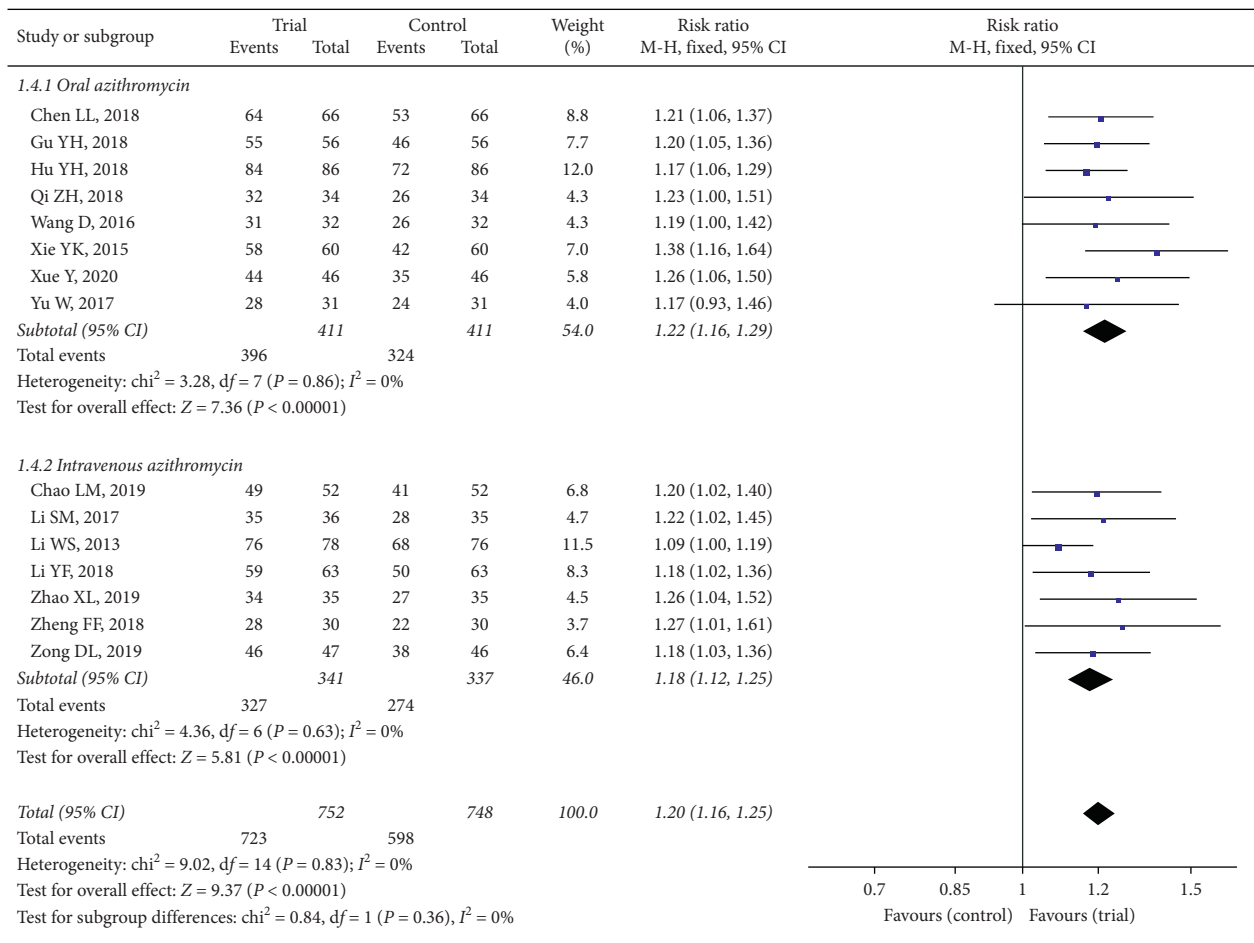 Study or subgroup Trial Control Weight Risk ratio Risk ratio
Events Total Events Total (%) M-H, fixed, 95% CI M-H, fixed, 95% CI
1.4.1 Oral azithromycin
Chen LL, 2018 64 66 53 66 8.8 1.21 (1.06, 1.37)
Gu YH, 2018 55 56 46 56 7.7 1.20 (1.05, 1.36)
Hu YH, 2018 84 86 72 86 12.0 1.17 (1.06, 1.29)
Qi ZH, 2018 32 34 26 34 4.3 1.23 (1.00, 1.51)
Wang D, 2016 31 32 26 32 4.3 1.19 (1.00, 1.42)
Xie YK, 2015 58 60 42 60 7.0 1.38 (1.16, 1.64)
Xue Y, 2020 44 46 35 46 5.8 1.26 (1.06, 1.50)
Yu W, 2017 28 31 24 31 4.0 1.17 (0.93, 1.46)
Subtotal (95% CI) 411 411 54.0 1.22 (1.16, 1.29)
Total events 396 324
Heterogeneity: chi² = 3.28, df = 7 (P = 0.86); I² = 0%
Test for overall effect: Z = 7.36 (P < 0.00001)
1.4.2 Intravenous azithromycin
Chao LM, 2019 49 52 41 52 6.8 1.20 (1.02, 1.40)
Li SM, 2017 35 36 28 35 4.7 1.22 (1.02, 1.45)
Li WS, 2013 76 78 68 76 11.5 1.09 (1.00, 1.19)
Li YF, 2018 59 63 50 63 8.3 1.18 (1.02, 1.36)
Zhao XL, 2019 34 35 27 35 4.5 1.26 (1.04, 1.52)
Zheng FF, 2018 28 30 22 30 3.7 1.27 (1.01, 1.61)
Zong DL, 2019 46 47 38 46 6.4 1.18 (1.03, 1.36)
Subtotal (95% CI) 341 337 46.0 1.18 (1.12, 1.25)
Total events 327 274
Heterogeneity: chi² = 4.36, df = 6 (P = 0.63); I² = 0%
Test for overall effect: Z = 5.81 (P < 0.00001)
Total (95% CI) 752 748 100.0 1.20 (1.16, 1.25)
Total events 723 598
Heterogeneity: chi² = 9.02, df = 14 (P = 0.83); I² = 0%
Test for overall effect: Z = 9.37 (P < 0.00001) 0.7 0.85 1 1.2 1.5
Test for subgroup differences: chi² = 0.84, df = 1 (P = 0.36), I² = 0% Favours (control) Favours (trial)